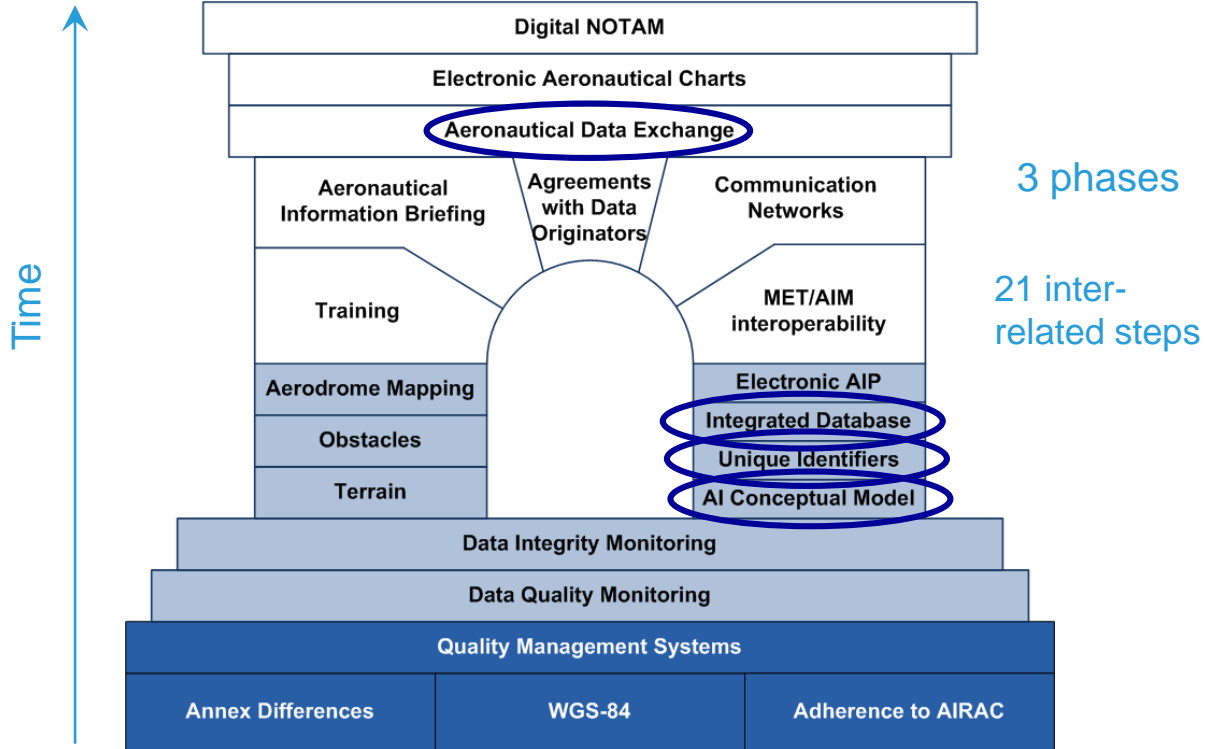 Digital NOTAM
Electronic Aeronautical Charts
Aeronautical Data Exchange
Aeronautical
Information Briefing
Agreements
with Data
Originators
Communication
Networks
3 phases
Time
Training
MET/AIM
interoperability
21 inter-
related steps
Aerodrome Mapping
Obstacles
Terrain
Electronic AIP
Integrated Database
Unique Identifiers
AI Conceptual Model
Data Integrity Monitoring
Data Quality Monitoring
Quality Management Systems
Annex Differences
WGS-84
Adherence to AIRAC